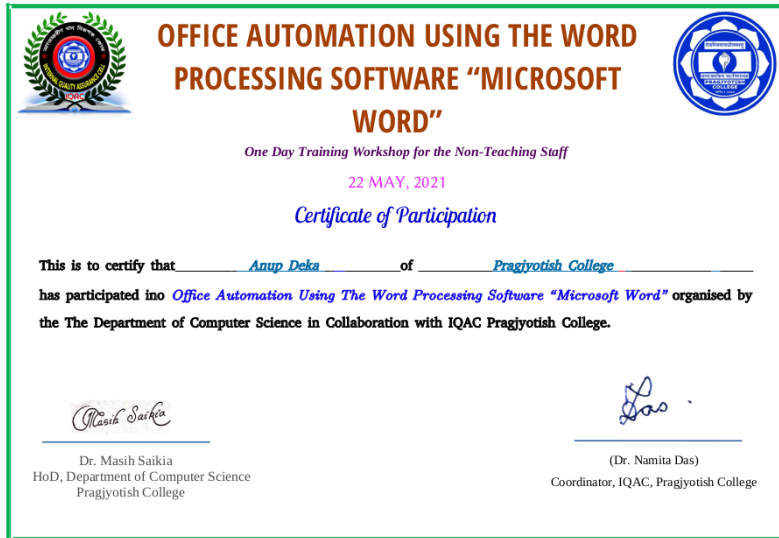 INTERNAL QUALITY ASSURANCE CELL
IQAC
PRAGJYOTISH
COLLEGE
OFFICE AUTOMATION USING THE WORD
PROCESSING SOFTWARE “MICROSOFT
WORD”
One Day Training Workshop for the Non-Teaching Staff
22 MAY, 2021
Certificate of Participation
This is to certify that Anup Deka of Pragjyotish College
has participated ino Office Automation Using The Word Processing Software “Microsoft Word” organised by
the The Department of Computer Science in Collaboration with IQAC Pragjyotish College.
Masih Saikia
Das
Dr. Masih Saikia
HoD, Department of Computer Science
Pragjyotish College
(Dr. Namita Das)
Coordinator, IQAC, Pragjyotish College